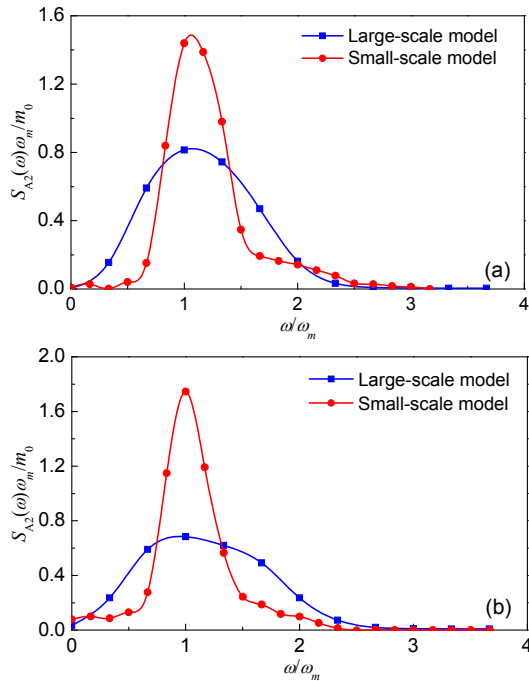 1.6
1.2
0.8
0.4
0.0
S_A2(ω)ω_m/m_0
Large-scale model
Small-scale model
(a)
0 1 2 3 4
ω/ω_m
2.0
1.6
1.2
0.8
0.4
0.0
S_A2(ω)ω_m/m_0
Large-scale model
Small-scale model
(b)
0 1 2 3 4
ω/ω_m